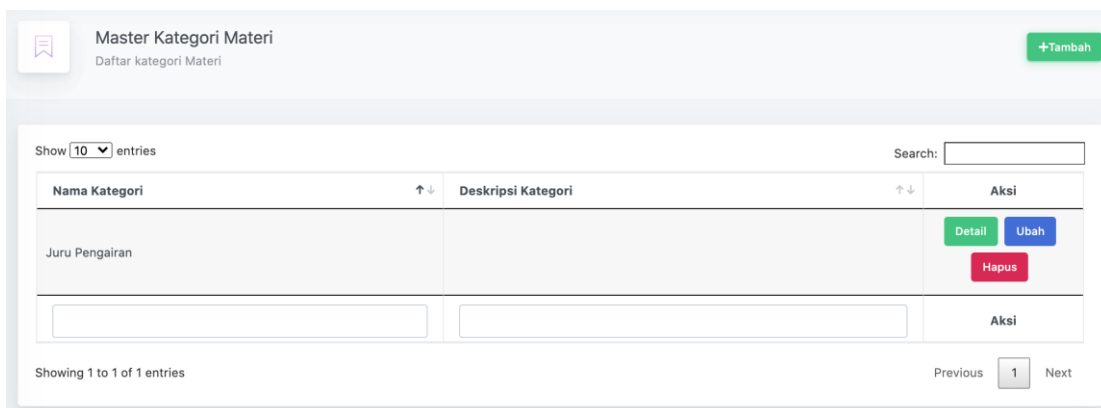 Master Kategori Materi
Daftar kategori Materi
+Tambah
Show 10 entries
Search:
Nama Kategori Deskripsi Kategori Aksi
Juru Pengairan Detail Ubah
Hapus
Aksi
Showing 1 to 1 of 1 entries
Previous 1 Next